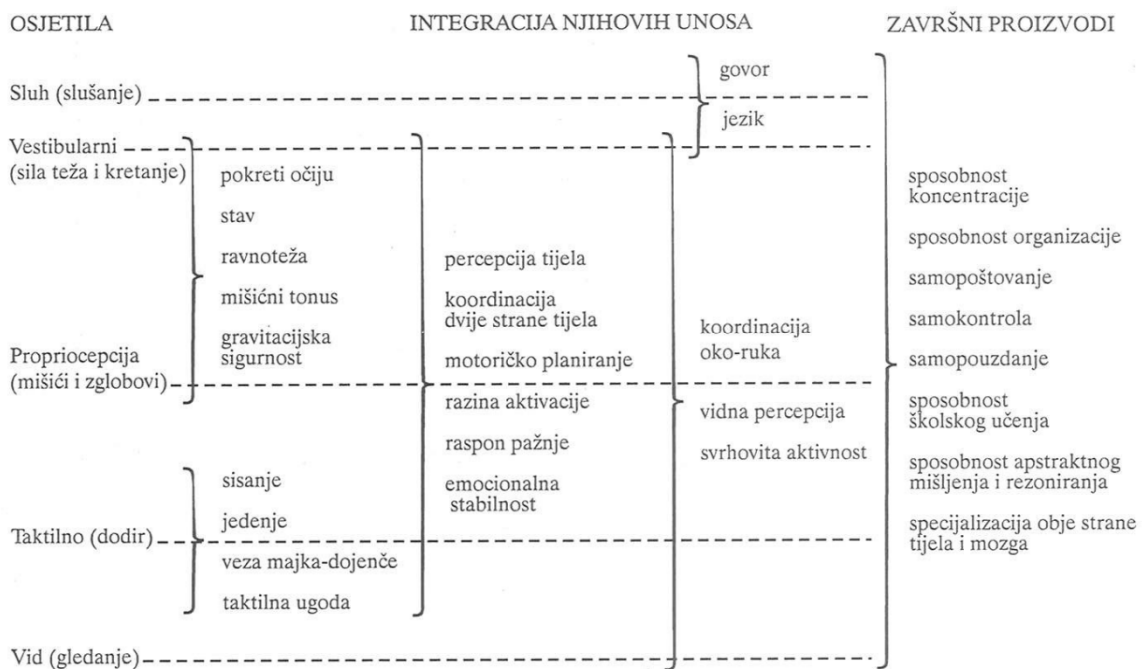 OSJETILA
INTEGRACIJA NJIHOVIH UNOSA
ZAVRŠNI PROIZVODI
Sluh (slušanje)
Vestibularni
(sila teža i kretanje)
Propriocepcija
(mišići i zglobovi)
Taktilno (dodir)
Vid (gledanje)
pokreti očiju
stav
ravnoteža
mišićni tonus
gravitacijska
sigurnost
sisanje
jedenje
veza majka-dojenče
taktilna ugoda
percepcija tijela
koordinacija
dvije strane tijela
motoričko planiranje
razina aktivacije
raspon pažnje
emocionalna
stabilnost
govor
jezik
koordinacija
oko-ruka
vidna percepcija
svrhovita aktivnost
sposobnost
koncentracije
sposobnost organizacije
samopoštovanje
samokontrola
samopouzdanje
sposobnost
školskog učenja
sposobnost apstraktnog
mišljenja i rezoniranja
specijalizacija obje strane
tijela i mozga